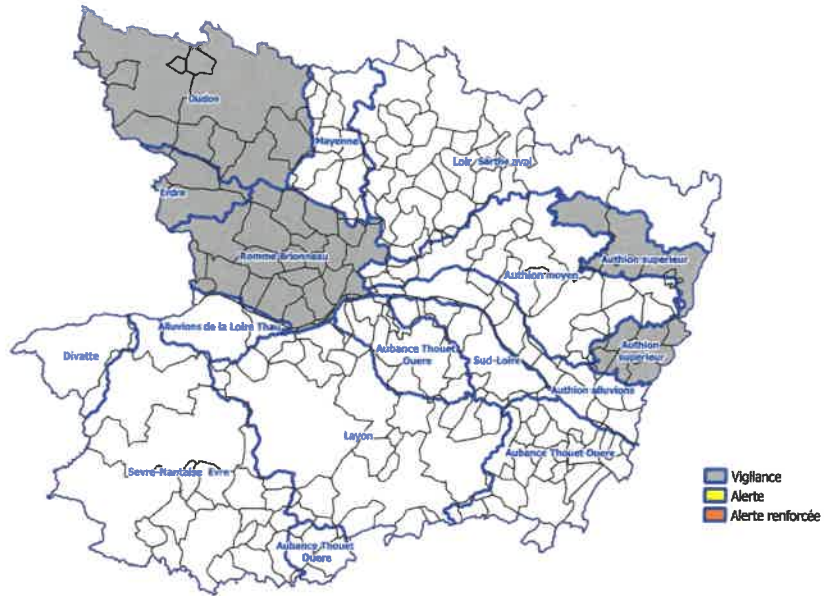 Oudon
Mayenne
Loir Sarthe aval
Erdre
Romme Brionneau
Authion superieur
Authion moyen
Alluvions de la Loire Thau
Divatte
Aubance Thouet
Ouere
Sud-Loire
Authion
superieur
Authion alluvions
Layon
Aubance Thouet Ouere
Sevre-Nantaise Evre
Aubance Thouet
Ouere
Vigilance
Alerte
Alerte renforcée